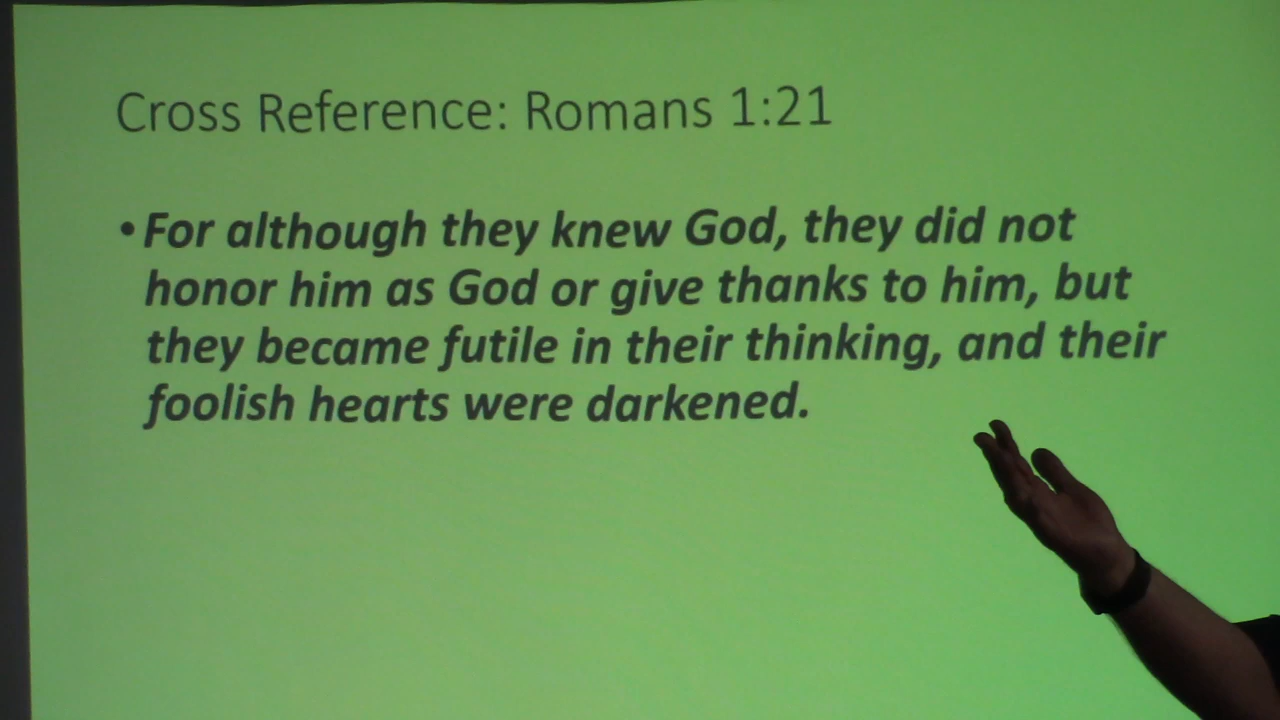 Cross Reference: Romans 1:21
• For although they knew God, they did not
honor him as God or give thanks to him, but
they became futile in their thinking, and their
foolish hearts were darkened.